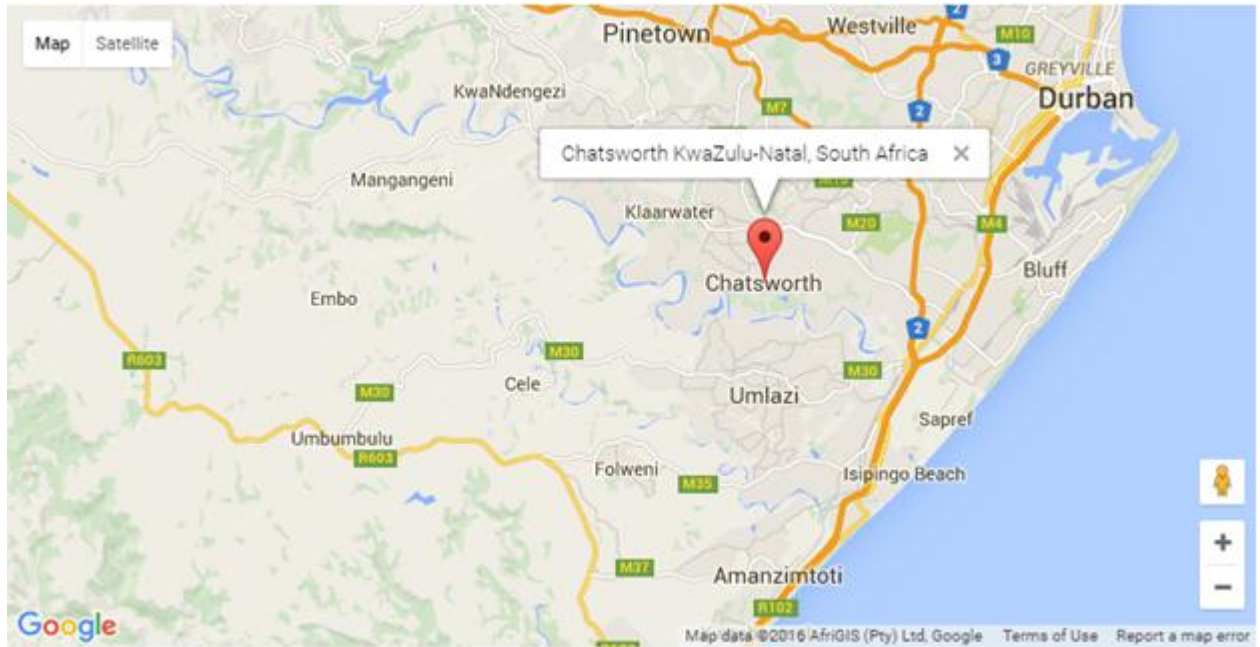 Map Satellite
Pinetown
Westville
2
M10
3
GREYVILLE
Durban
KwaNdengezi
M7
2
Chatsworth KwaZulu-Natal, South Africa ×
Mangangeni
Klaarwater
M20
M4
Chatsworth
Bluff
Embo
2
R603
M30
M30
M30
Cele
Umlazi
Sapref
Umbumbulu
R603
Folweni
M35
Isipingo Beach
M37
Amanzimtoti
R102
+
−
Google
Map data ©2016 AfriGIS (Pty) Ltd, Google Terms of Use Report a map error